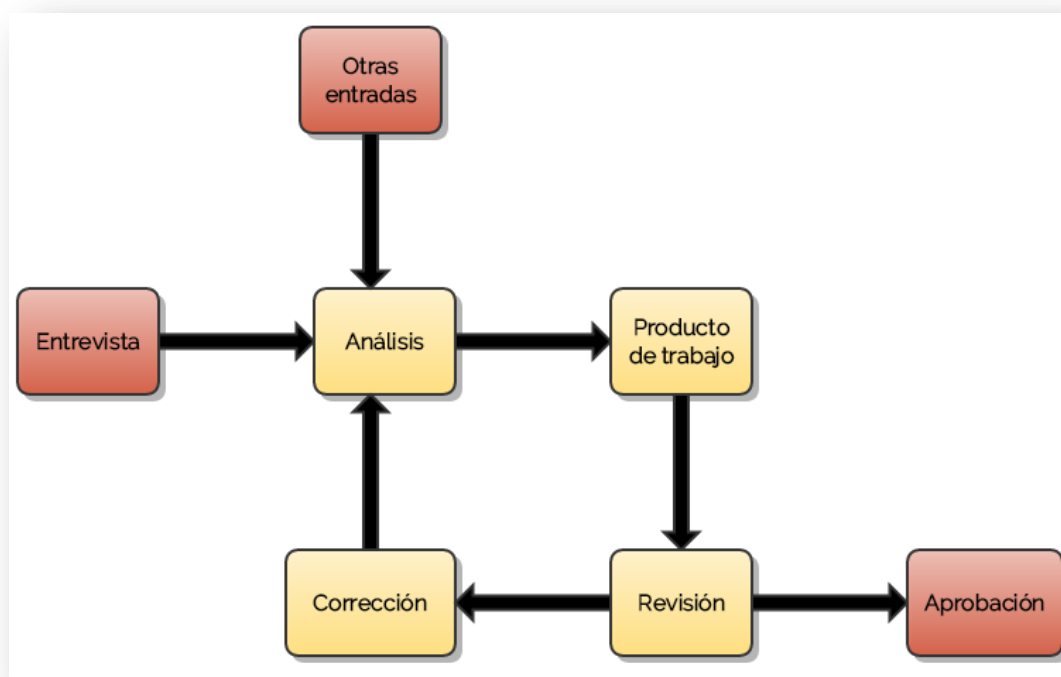 Otras
entradas
Entrevista
Análisis
Producto
de trabajo
Corrección
Revisión
Aprobación